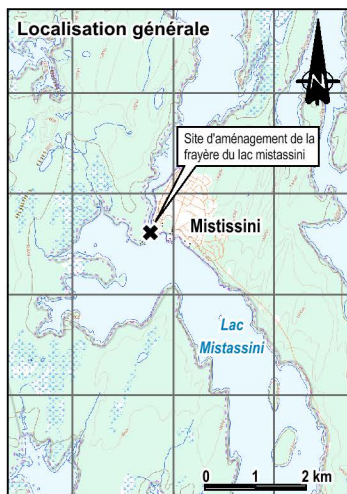 Localisation générale
N
Site d'aménagement de la
frayère du lac mistassini
Mistissini
Lac
Mistassini
0 1 2 km